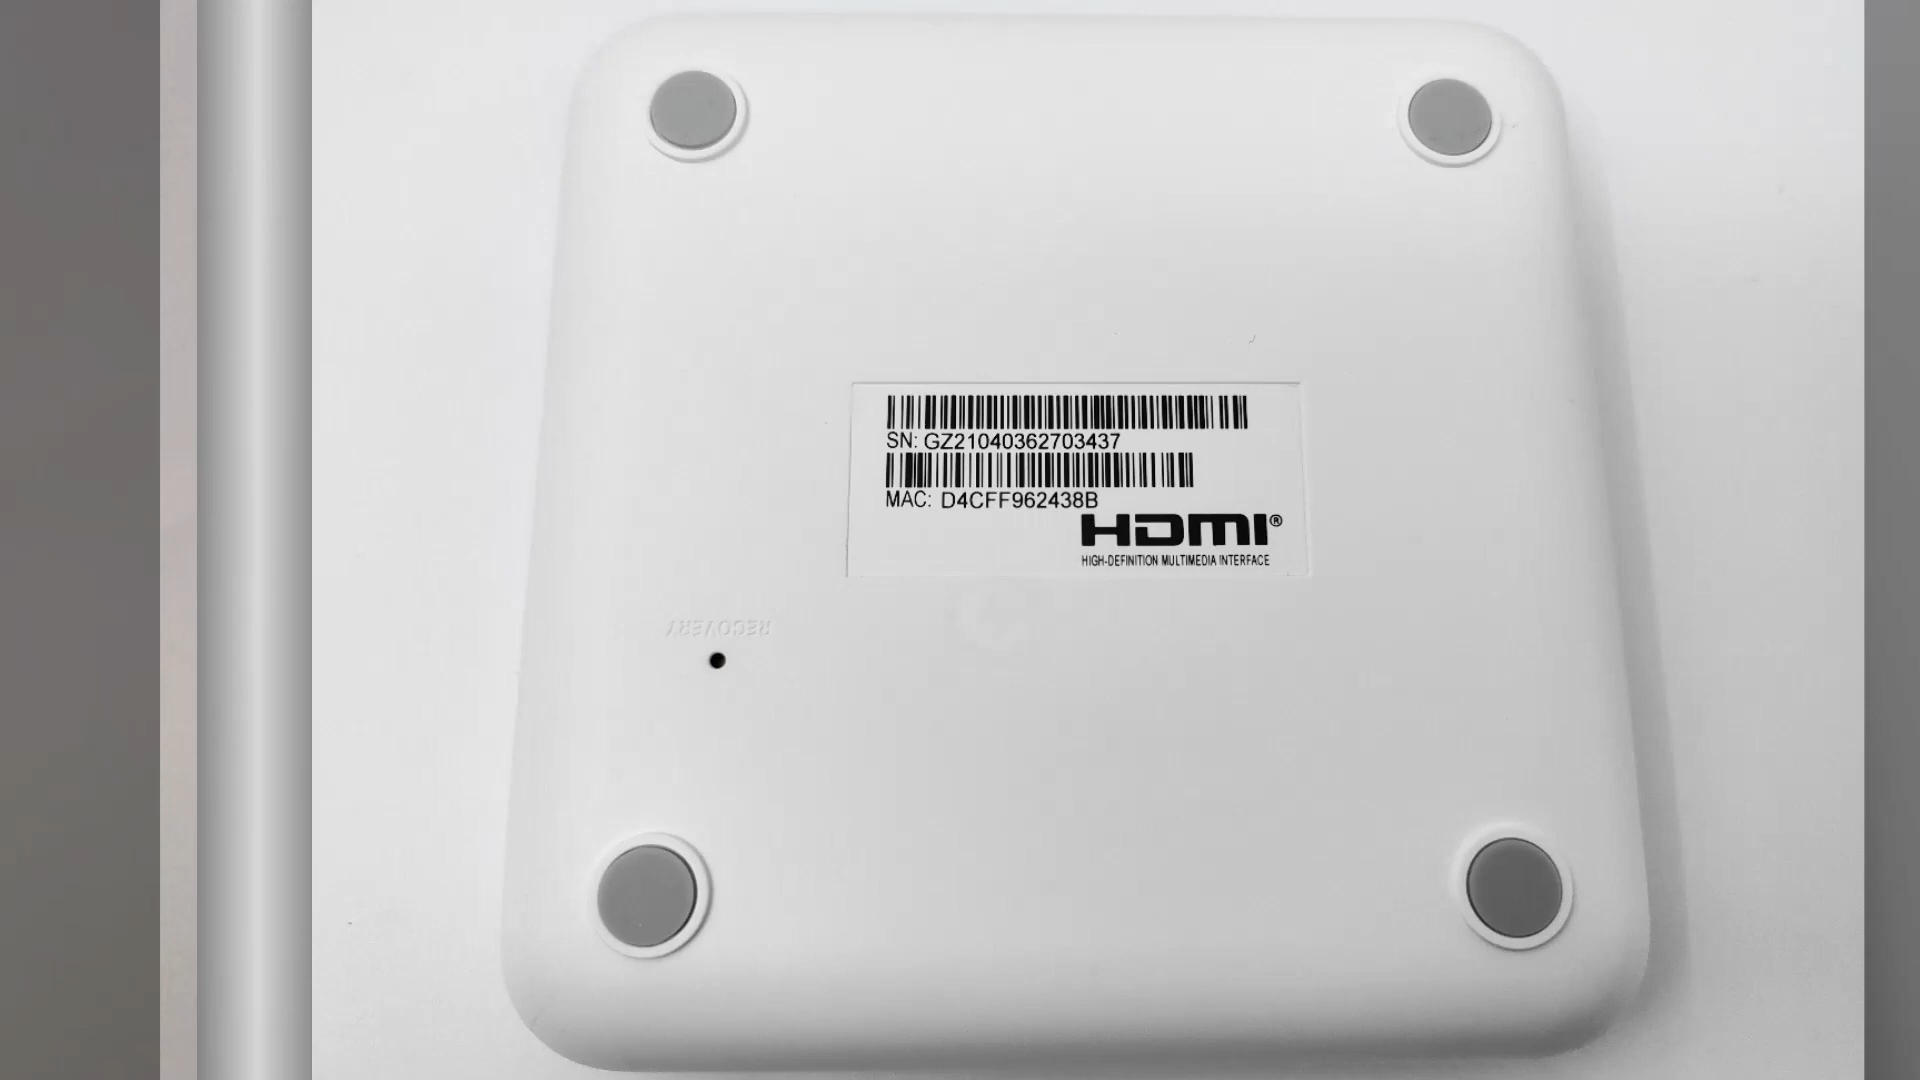 SN: GZ21040362703437
MAC: D4CFF962438B
HDMI®
HIGH-DEFINITION MULTIMEDIA INTERFACE
RECOVERY